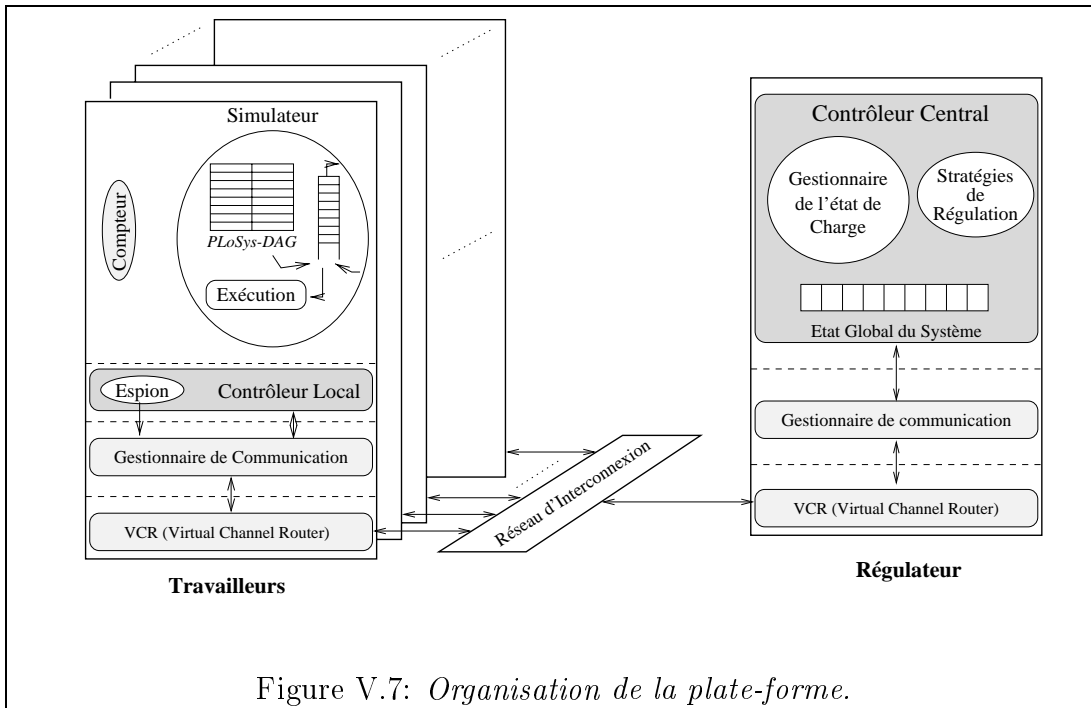 Simulateur
Compteur
PLoSys-DAG
Exécution
Espion
Contrôleur Local
Gestionnaire de Communication
VCR (Virtual Channel Router)
Travailleurs
Réseau d'Interconnexion
Contrôleur Central
Gestionnaire
de l'état de
Charge
Stratégies
de
Régulation
Etat Global du Système
Gestionnaire de communication
VCR (Virtual Channel Router)
Régulateur
Figure V.7: Organisation de la plate-forme.